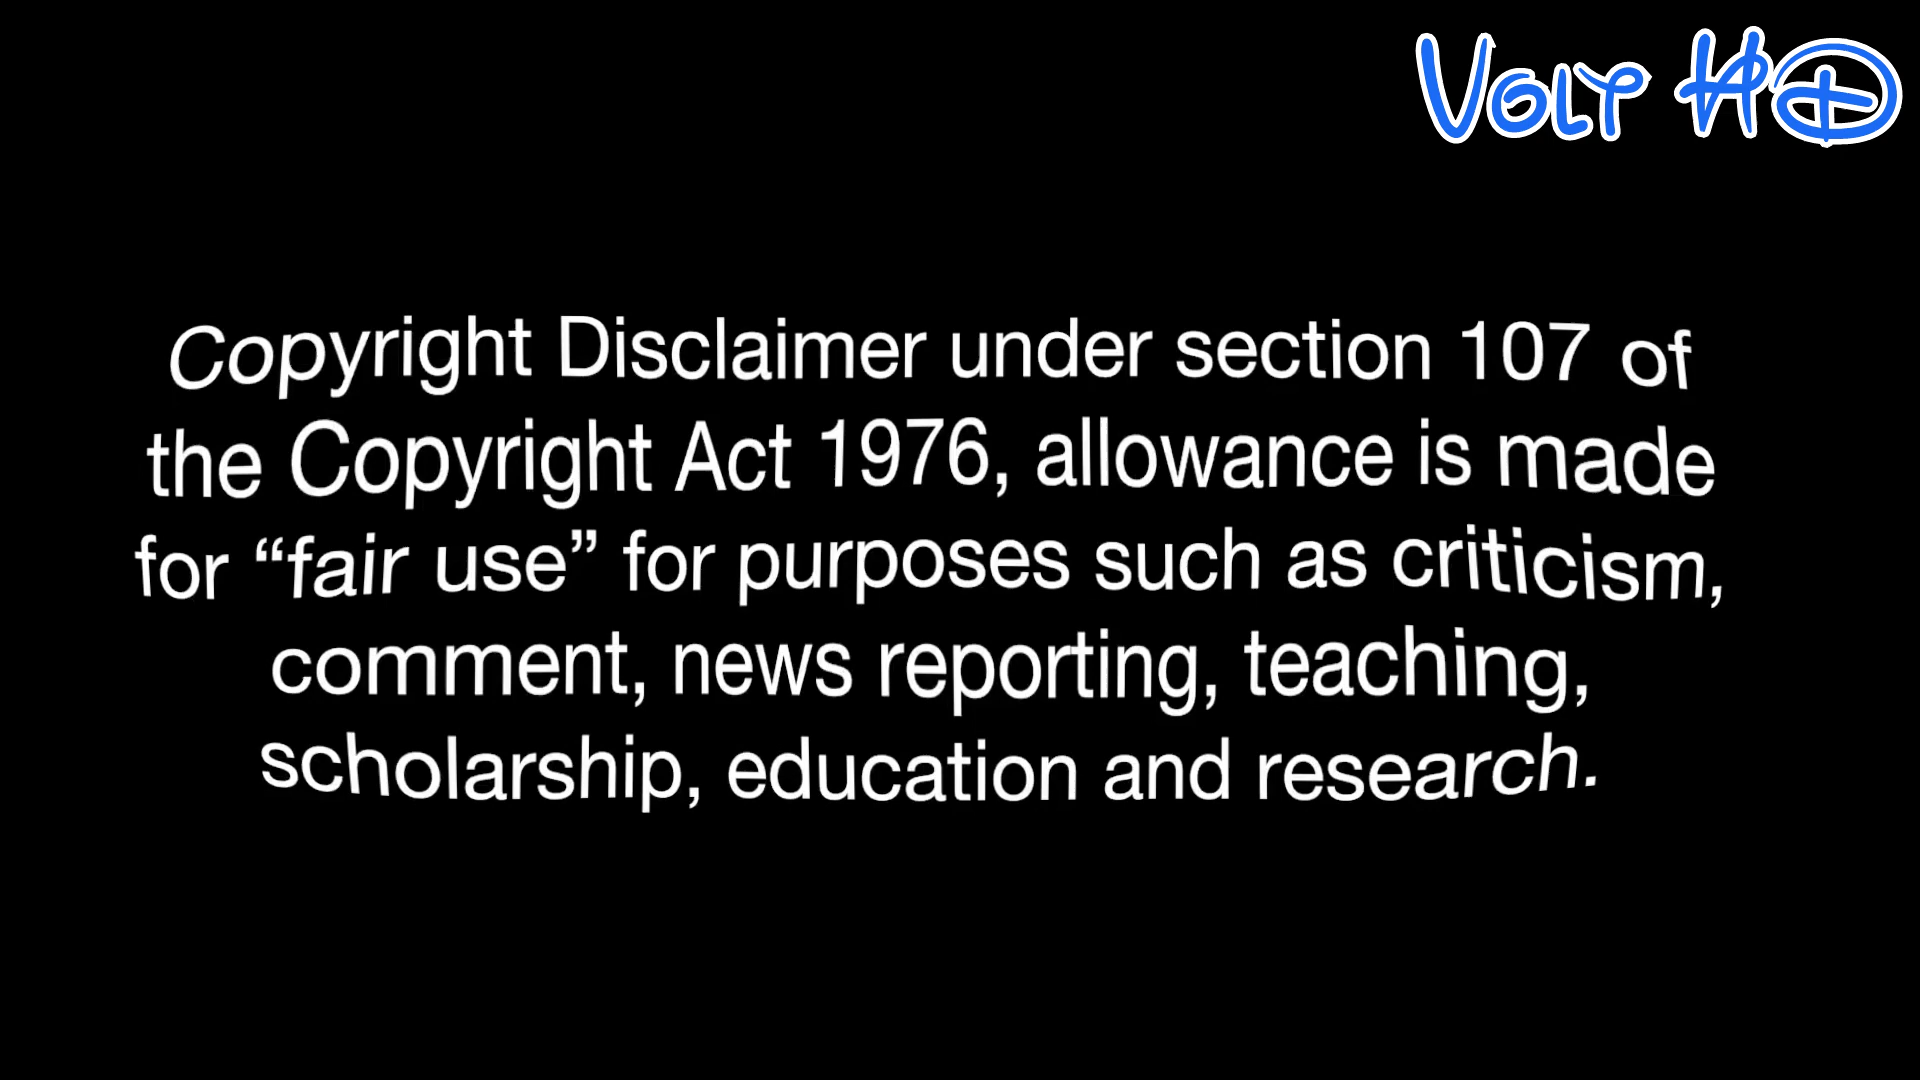 Volt HD
Copyright Disclaimer under section 107 of
the Copyright Act 1976, allowance is made
for “fair use” for purposes such as criticism,
comment, news reporting, teaching,
scholarship, education and research.